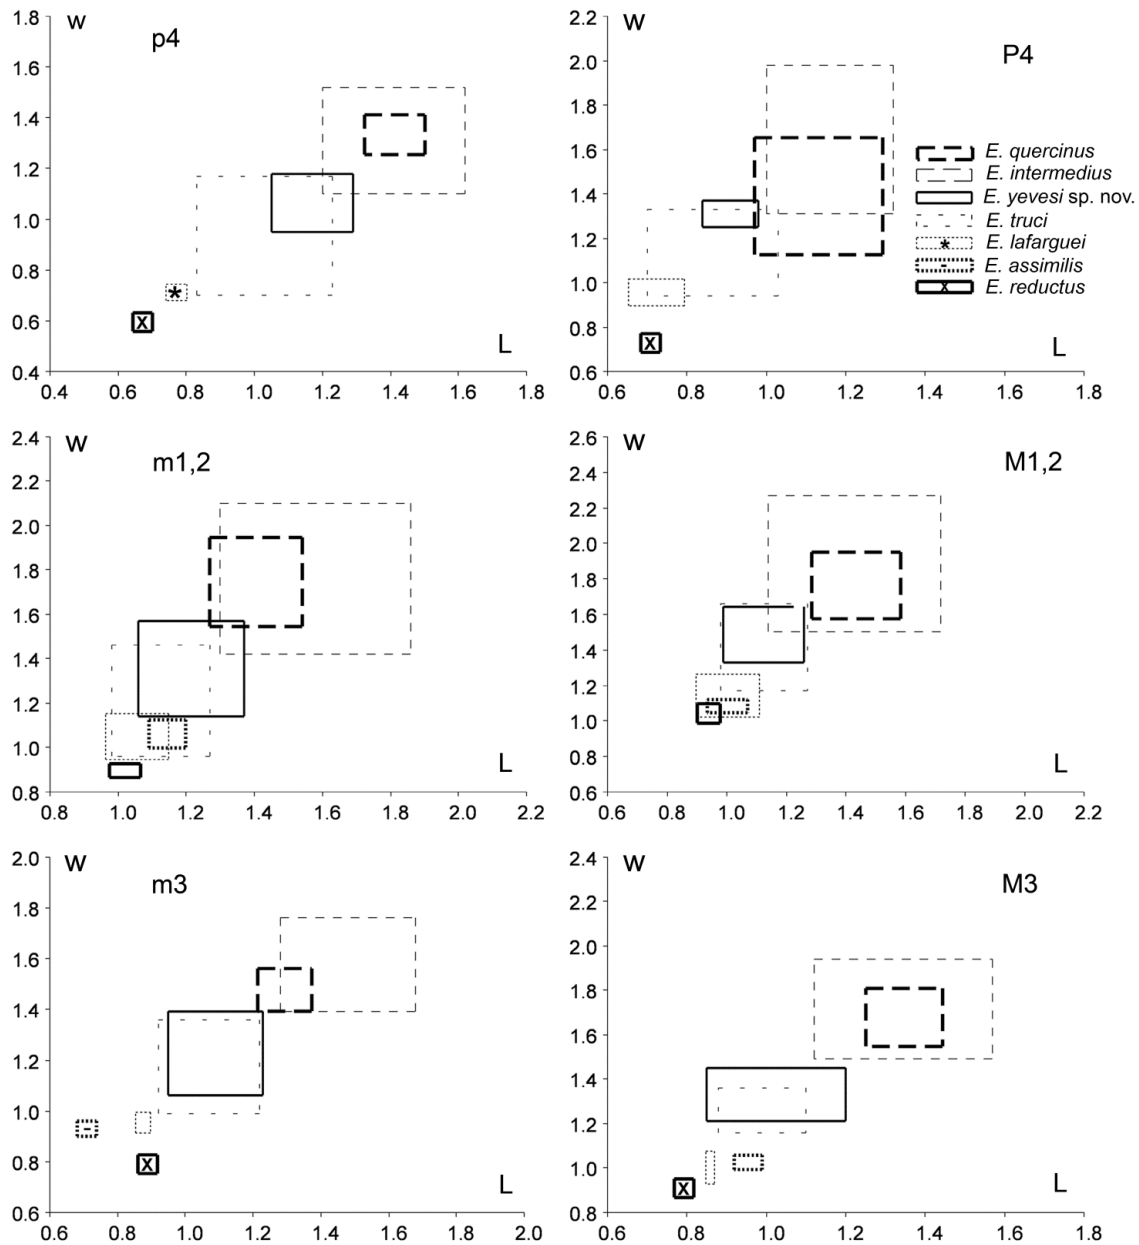 w
p4
1.8
1.6
1.4
1.2
1.0
0.8
0.6
0.4
0.4 0.6 0.8 1.0 1.2 1.4 1.6 1.8
L
*
x
w
P4
2.2
2.0
1.8
1.6
1.4
1.2
1.0
0.8
0.6
0.6 0.8 1.0 1.2 1.4 1.6 1.8
L
x
E. quercinus
E. intermedius
E. yevesi sp. nov.
E. truci
* E. lafarguei
- E. assimilis
x E. reductus
w
m1,2
2.4
2.2
2.0
1.8
1.6
1.4
1.2
1.0
0.8
0.8 1.0 1.2 1.4 1.6 1.8 2.0 2.2
L
w
M1,2
2.6
2.4
2.2
2.0
1.8
1.6
1.4
1.2
1.0
0.8
0.6
0.6 0.8 1.0 1.2 1.4 1.6 1.8 2.0 2.2
L
w
m3
2.0
1.8
1.6
1.4
1.2
1.0
0.8
0.6
0.6 0.8 1.0 1.2 1.4 1.6 1.8 2.0
L
-
x
w
M3
2.4
2.2
2.0
1.8
1.6
1.4
1.2
1.0
0.8
0.6 0.8 1.0 1.2 1.4 1.6 1.8
L
x